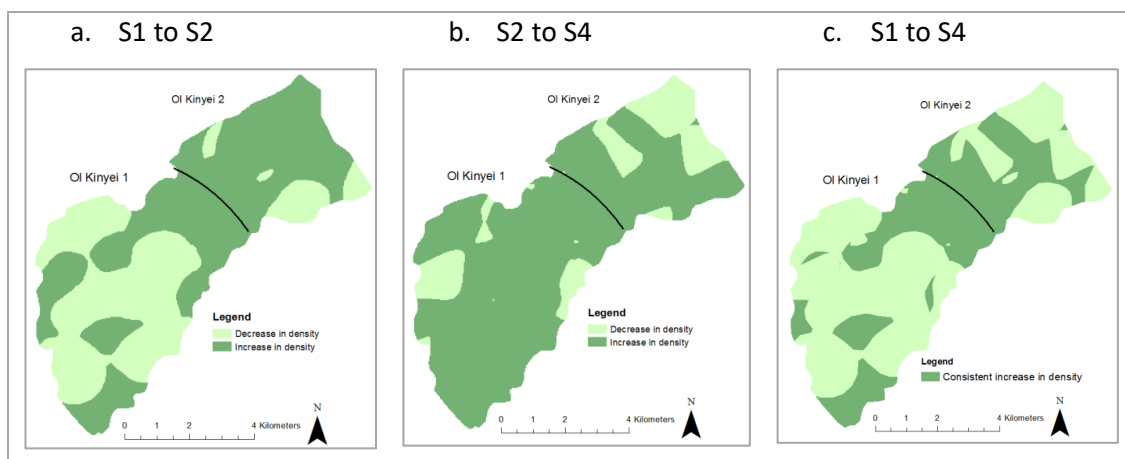 a. S1 to S2
b. S2 to S4
c. S1 to S4
Ol Kinyei 2
Ol Kinyei 1
Legend
Decrease in density
Increase in density
N
0 1 2 4 Kilometers
Ol Kinyei 2
Ol Kinyei 1
Legend
Decrease in density
Increase in density
N
0 1 2 4 Kilometers
Ol Kinyei 2
Ol Kinyei 1
Legend
Consistent increase in density
N
0 1 2 4 Kilometers